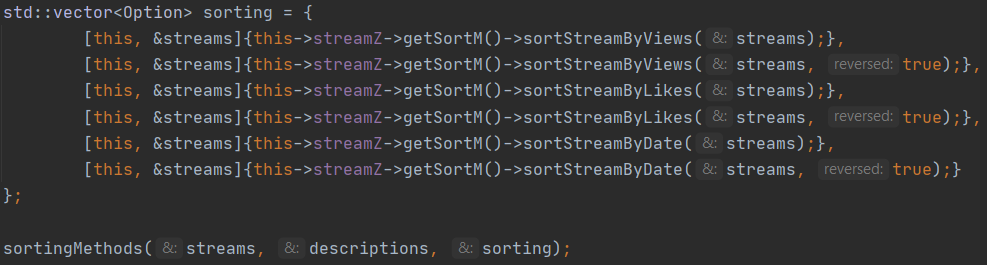 std::vector<Option> sorting = {
[this, &streams]{this->streamZ->getSortM()->sortStreamByViews( &: streams);},
[this, &streams]{this->streamZ->getSortM()->sortStreamByViews( &: streams, reversed: true);},
[this, &streams]{this->streamZ->getSortM()->sortStreamByLikes( &: streams);},
[this, &streams]{this->streamZ->getSortM()->sortStreamByLikes( &: streams, reversed: true);},
[this, &streams]{this->streamZ->getSortM()->sortStreamByDate( &: streams);},
[this, &streams]{this->streamZ->getSortM()->sortStreamByDate( &: streams, reversed: true);}
};
sortingMethods( &: streams, &: descriptions, &: sorting);